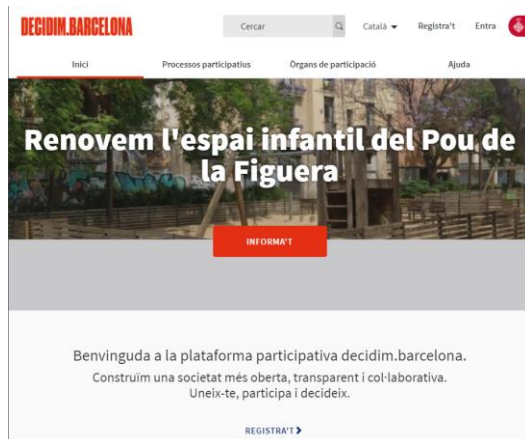 DECIDIM.BARCELONA
Cercar
Català
Registra't
Entra
Inici
Processos participatius
Òrgans de participació
Ajuda
Renovem l'espai infantil del Pou de
la Figuera
INFORMA'T
Benvinguda a la plataforma participativa decidim.barcelona.
Construïm una societat més oberta, transparent i col·laborativa.
Uneix-te, participa i decideix.
REGISTRA'T